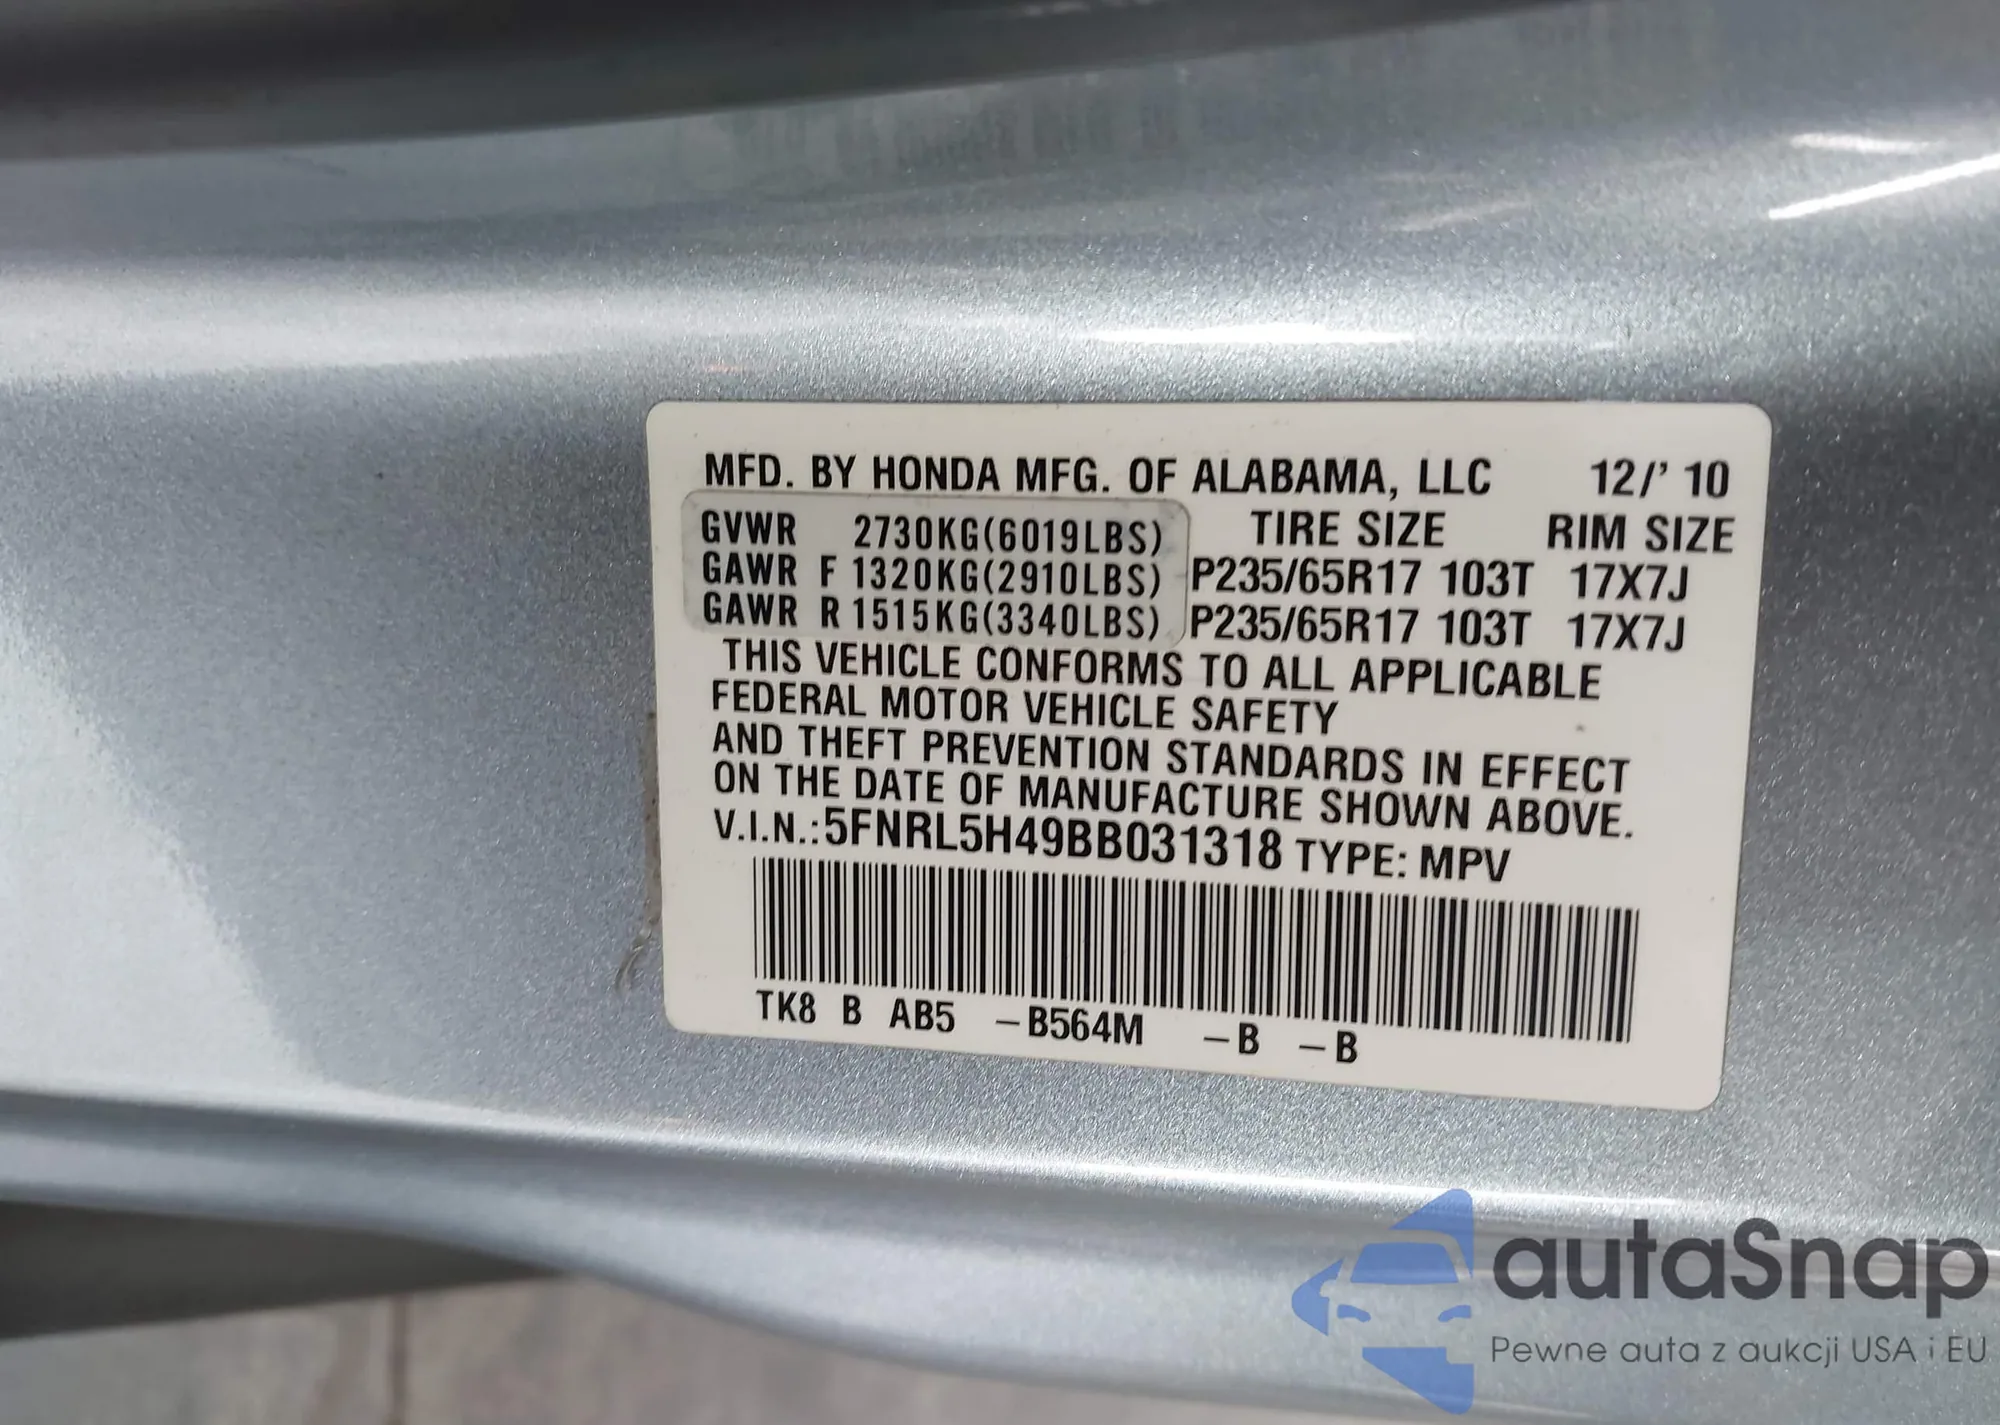 MFD. BY HONDA MFG. OF ALABAMA, LLC 12/' 10
GVWR 2730KG(6019LBS) TIRE SIZE RIM SIZE
GAWR F 1320KG(2910LBS) P235/65R17 103T 17X7J
GAWR R 1515KG(3340LBS) P235/65R17 103T 17X7J
THIS VEHICLE CONFORMS TO ALL APPLICABLE
FEDERAL MOTOR VEHICLE SAFETY
AND THEFT PREVENTION STANDARDS IN EFFECT
ON THE DATE OF MANUFACTURE SHOWN ABOVE.
V.I.N.:5FNRL5H49BB031318 TYPE: MPV
TK8 B AB5 -B564M -B -B
autaSnap
Pewne auta z aukcji USA i EU